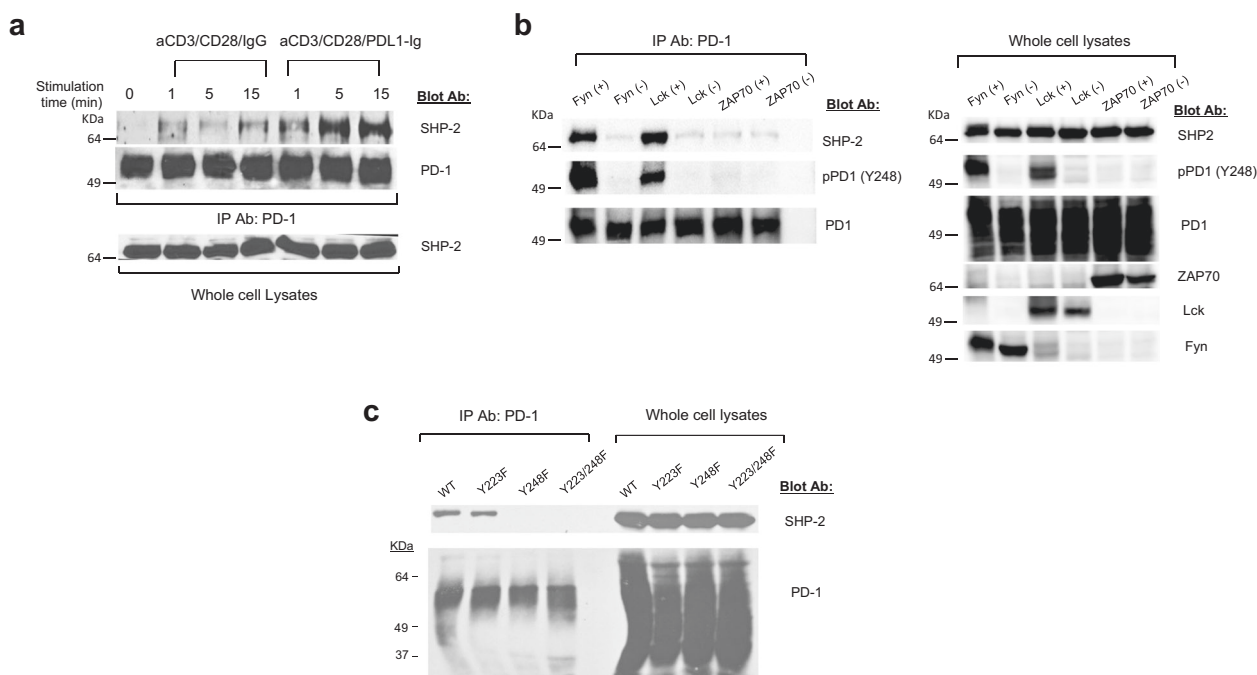 a
aCD3/CD28/IgG aCD3/CD28/PDL1-Ig
Stimulation
time (min)
0 1 5 15 1 5 15
Blot Ab:
KDa
64
SHP-2
PD-1
49
IP Ab: PD-1
SHP-2
64
Whole cell Lysates
b
IP Ab: PD-1
Fyn (+) Fyn (-) Lck (+) Lck (-) ZAP70 (+) ZAP70 (-)
Blot Ab:
KDa
64
SHP-2
49
pPD1 (Y248)
49
PD1
Whole cell lysates
Fyn (+) Fyn (-) Lck (+) Lck (-) ZAP70 (+) ZAP70 (-)
Blot Ab:
KDa
64
SHP2
49
pPD1 (Y248)
49
PD1
64
ZAP70
49
Lck
49
Fyn
c
IP Ab: PD-1 Whole cell lysates
WT Y223F Y248F Y223/248F WT Y223F Y248F Y223/248F
Blot Ab:
SHP-2
KDa
64
PD-1
49
37